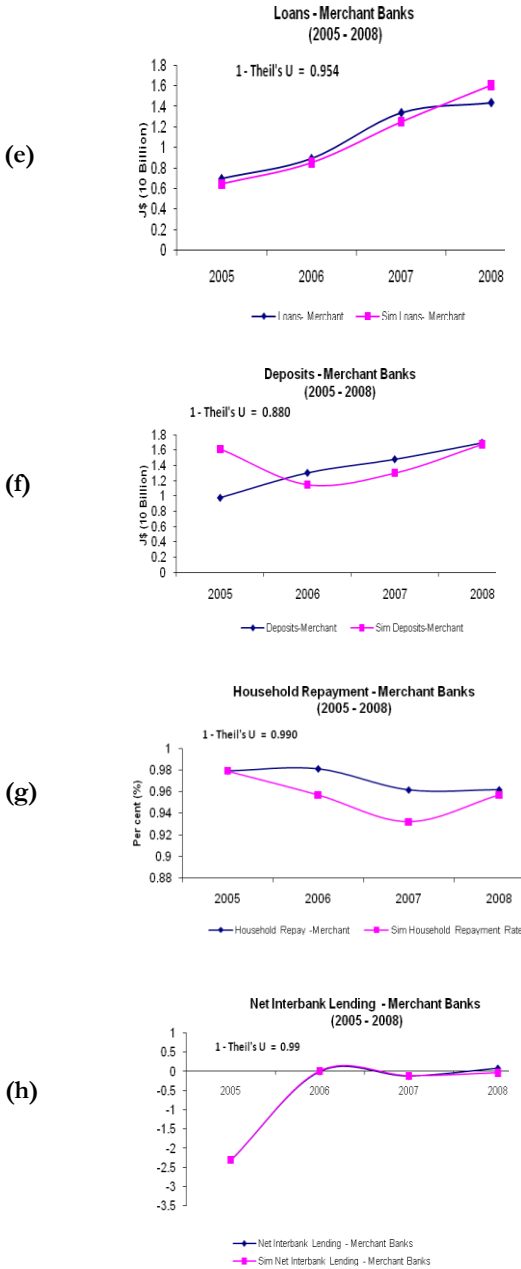 Loans - Merchant Banks
(2005 - 2008)
1 - Theil's U = 0.954
(e)
J$ (10 Billion)
1.8
1.6
1.4
1.2
1
0.8
0.6
0.4
0.2
0
2005 2006 2007 2008
Loans- Merchant Sim Loans- Merchant
Deposits - Merchant Banks
(2005 - 2008)
1 - Theil's U = 0.880
(f)
J$ (10 Billion)
1.8
1.6
1.4
1.2
1
0.8
0.6
0.4
0.2
0
2005 2006 2007 2008
Deposits-Merchant Sim Deposits-Merchant
Household Repayment - Merchant Banks
(2005 - 2008)
1 - Theil's U = 0.990
(g)
Per cent (%)
1
0.98
0.96
0.94
0.92
0.9
0.88
2005 2006 2007 2008
Household Repay -Merchant Sim Household Repayment Rate
Net Interbank Lending - Merchant Banks
(2005 - 2008)
1 - Theil's U = 0.99
(h)
1
0.5
0
-0.5
-1
-1.5
-2
-2.5
-3
-3.5
2005 2006 2007 2008
Net Interbank Lending - Merchant Banks
Sim Net Interbank Lending - Merchant Banks